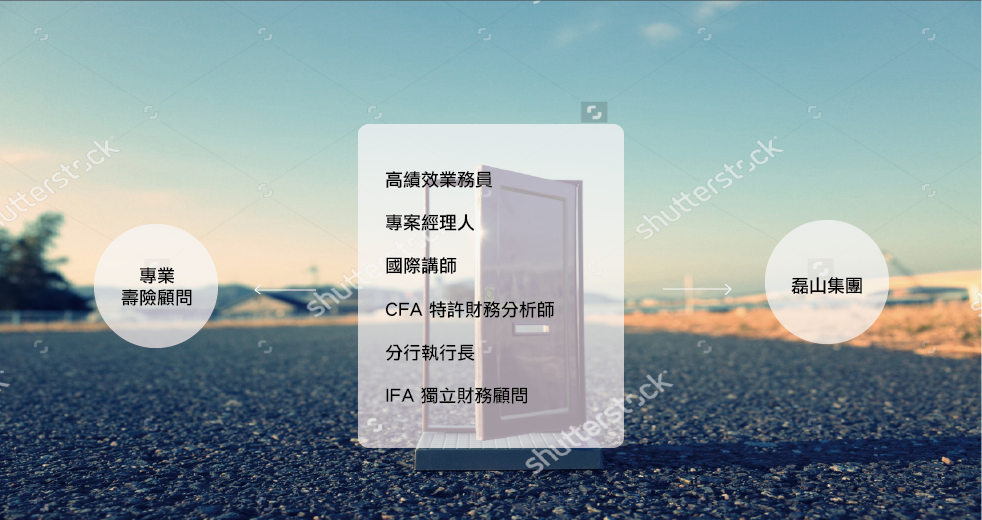 專業
壽險顧問
高績效業務員
專案經理人
國際講師
CFA 特許財務分析師
分行執行長
IFA 獨立財務顧問
磊山集團
shutterstock
shutterstock
shutterstock
shutterstock